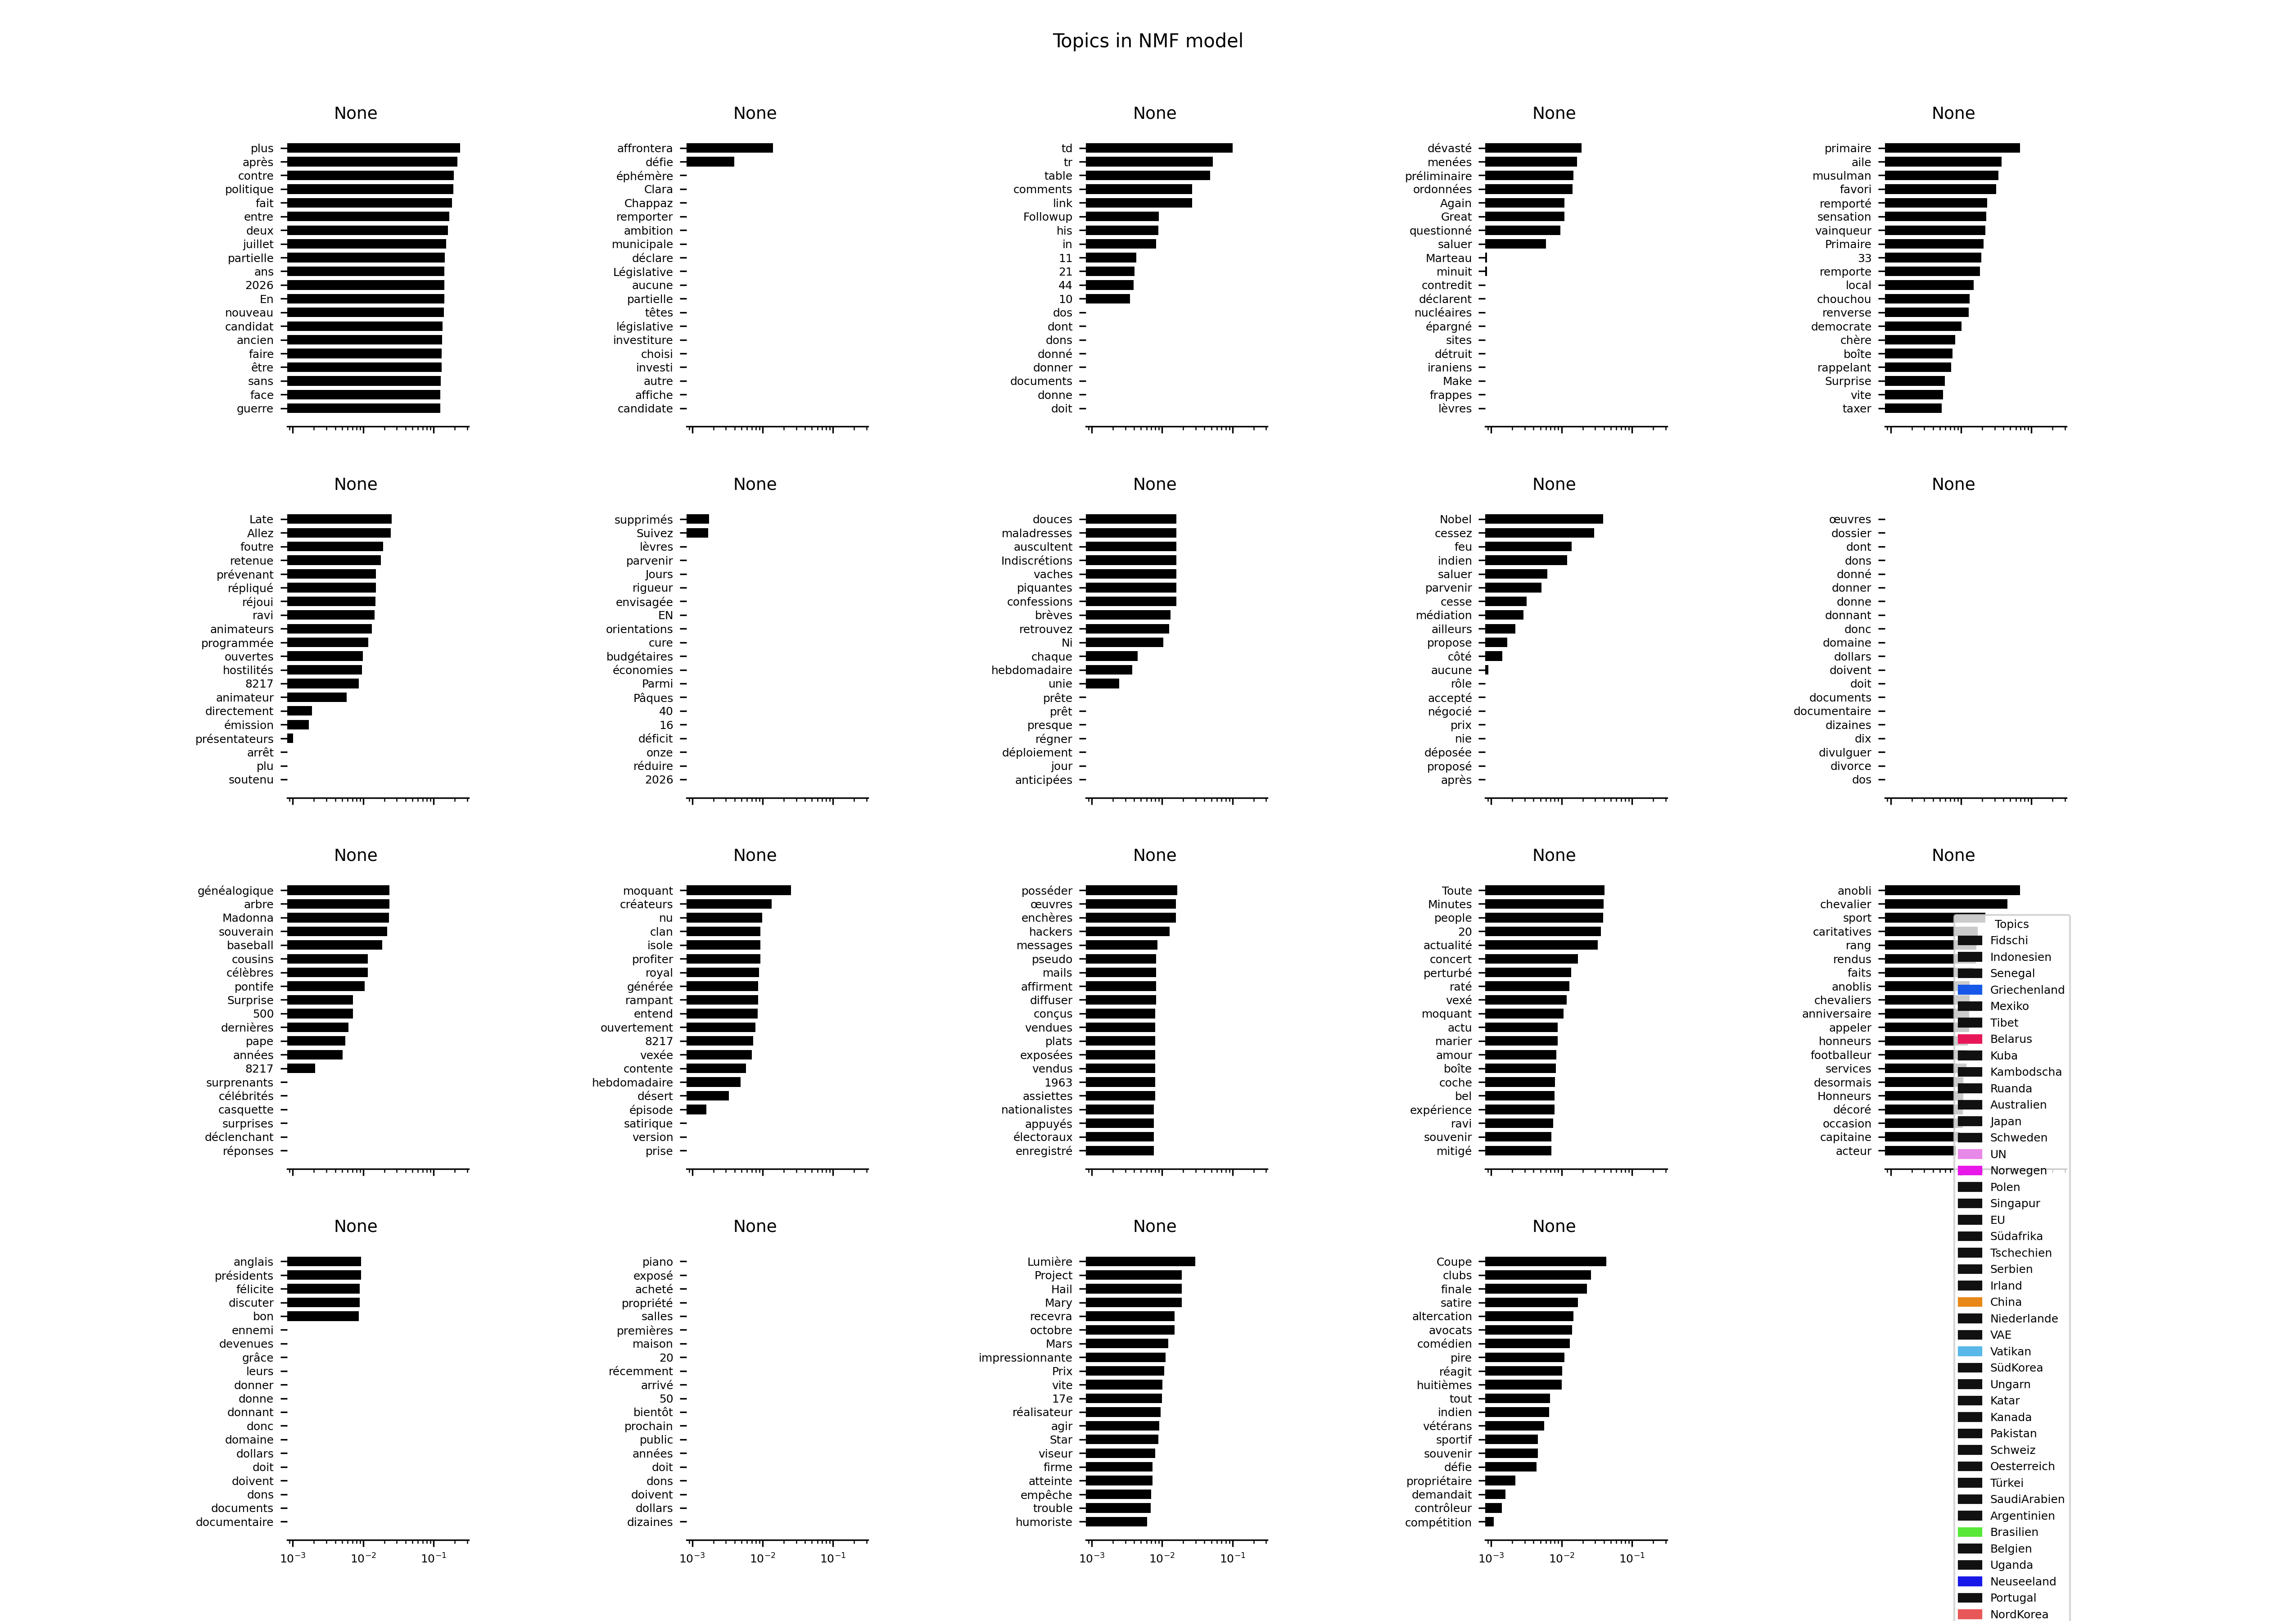 Topics in NMF model
None
plus
après
contre
politique
fait
entre
deux
juillet
partielle
ans
2026
En
nouveau
candidat
ancien
faire
être
sans
face
guerre
None
affrontera
défie
éphémère
Clara
Chappaz
remporter
ambition
municipale
déclare
Législative
aucune
partielle
têtes
législative
investiture
choisi
investi
autre
affiche
candidate
None
td
tr
table
comments
link
Followup
his
in
11
21
44
10
dos
dont
dons
donné
donner
documents
donne
doit
None
dévasté
menées
préliminaire
ordonnées
Again
Great
questionné
saluer
Marteau
minuit
contredit
déclarent
nucléaires
épargné
sites
détruit
iraniens
Make
frappes
lèvres
None
primaire
aile
musulman
favori
remporté
sensation
vainqueur
Primaire
33
remporte
local
chouchou
renverse
democrate
chère
boîte
rappelant
Surprise
vite
taxer
None
Late
Allez
foutre
retenue
prévenant
répliqué
réjoui
ravi
animateurs
programmée
ouvertes
hostilités
8217
animateur
directement
émission
présentateurs
arrêt
plu
soutenu
None
supprimés
Suivez
lèvres
parvenir
Jours
rigueur
envisagée
EN
orientations
cure
budgétaires
économies
Parmi
Pâques
40
16
déficit
onze
réduire
2026
None
douces
maladresses
auscultent
Indiscrétions
vaches
piquantes
confessions
brèves
retrouvez
Ni
chaque
hebdomadaire
unie
prête
prêt
presque
régner
déploiement
jour
anticipées
None
Nobel
cessez
feu
indien
saluer
parvenir
cesse
médiation
ailleurs
propose
côté
aucune
rôle
accepté
négocié
prix
nie
déposée
proposé
après
None
œuvres
dossier
dont
dons
donné
donner
donne
donnant
donc
domaine
dollars
doivent
doit
documents
documentaire
dizaines
dix
divulguer
divorce
dos
None
généalogique
arbre
Madonna
souverain
baseball
cousins
célèbres
pontife
Surprise
500
dernières
pape
années
8217
surprenants
célébrités
casquette
surprises
déclenchant
réponses
None
moquant
créateurs
nu
clan
isole
profiter
royal
générée
rampant
entend
ouvertement
8217
vexée
contente
hebdomadaire
désert
épisode
satirique
version
prise
None
posséder
œuvres
enchères
hackers
messages
pseudo
mails
affirment
diffuser
conçus
vendues
plats
exposées
vendus
1963
assiettes
nationalistes
appuyés
électoraux
enregistré
None
Toute
Minutes
people
20
actualité
concert
perturbé
raté
vexé
moquant
actu
marier
amour
boîte
coche
bel
expérience
ravi
souvenir
mitigé
None
anobli
chevalier
sport
caritatives
rang
rendus
faits
anoblis
chevaliers
anniversaire
appeler
honneurs
footballeur
services
desormais
Honneurs
décoré
occasion
capitaine
acteur
None
anglais
présidents
félicite
discuter
bon
ennemi
devenues
grâce
leurs
donner
donne
donnant
donc
domaine
dollars
doit
doivent
dons
documents
documentaire
10⁻³ 10⁻² 10⁻¹
None
piano
exposé
acheté
propriété
salles
premières
maison
20
récemment
arrivé
50
bientôt
prochain
public
années
doit
dons
doivent
dollars
dizaines
10⁻³ 10⁻² 10⁻¹
None
Lumière
Project
Hail
Mary
recevra
octobre
Mars
impressionnante
Prix
vite
17e
réalisateur
agir
Star
viseur
firme
atteinte
empêche
trouble
humoriste
10⁻³ 10⁻² 10⁻¹
None
Coupe
clubs
finale
satire
altercation
avocats
comédien
pire
réagit
huitièmes
tout
indien
vétérans
sportif
souvenir
défie
propriétaire
demandait
contrôleur
compétition
10⁻³ 10⁻² 10⁻¹
Topics
Fidschi
Indonesien
Senegal
Griechenland
Mexiko
Tibet
Belarus
Kuba
Kambodscha
Ruanda
Australien
Japan
Schweden
UN
Norwegen
Polen
Singapur
EU
Südafrika
Tschechien
Serbien
Irland
China
Niederlande
VAE
Vatikan
SüdKorea
Ungarn
Katar
Kanada
Pakistan
Schweiz
Oesterreich
Türkei
SaudiArabien
Argentinien
Brasilien
Belgien
Uganda
Neuseeland
Portugal
NordKorea